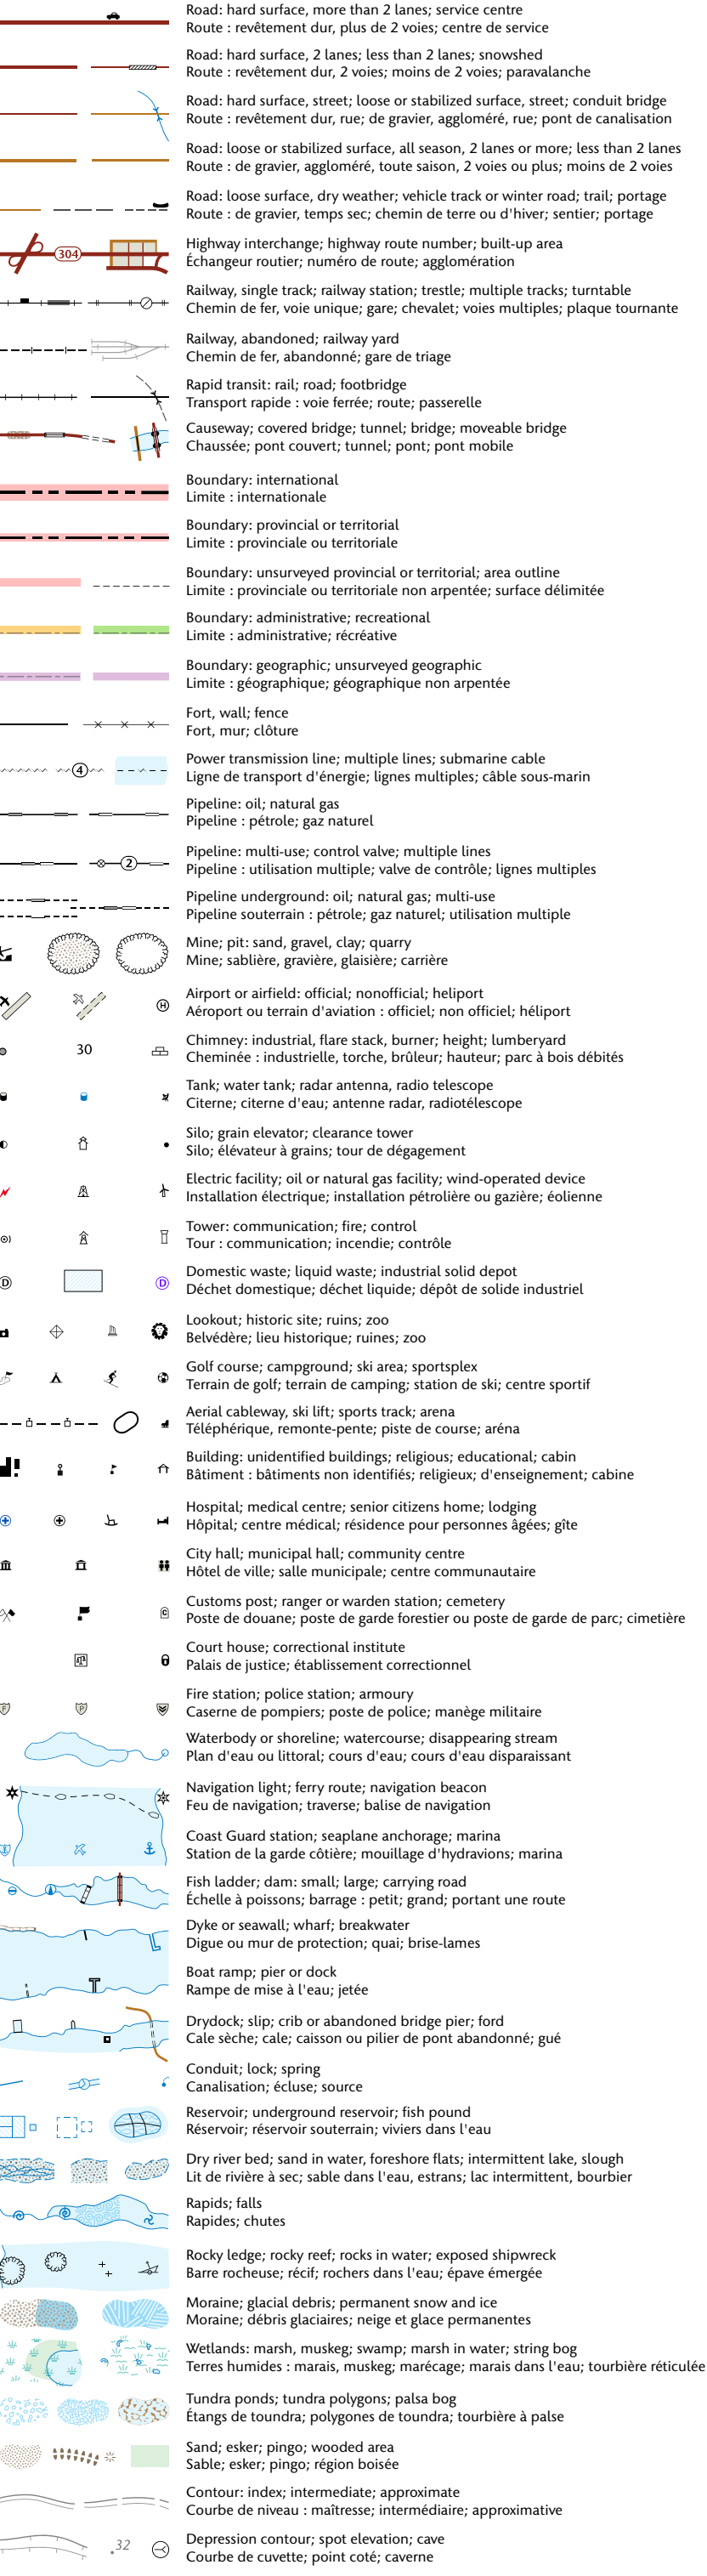 Road: hard surface, more than 2 lanes; service centre
Route : revêtement dur, plus de 2 voies; centre de service
Road: hard surface, 2 lanes; less than 2 lanes; snowshed
Route : revêtement dur, 2 voies; moins de 2 voies; paravalanche
Road: hard surface, street; loose or stabilized surface, street; conduit bridge
Route : revêtement dur, rue; de gravier, aggloméré, rue; pont de canalisation
Road: loose or stabilized surface, all season, 2 lanes or more; less than 2 lanes
Route : de gravier, aggloméré, toute saison, 2 voies ou plus; moins de 2 voies
Road: loose surface, dry weather; vehicle track or winter road; trail; portage
Route : de gravier, temps sec; chemin de terre ou d'hiver; sentier; portage
304
Highway interchange; highway route number; built-up area
Échangeur routier; numéro de route; agglomération
Railway, single track; railway station; trestle; multiple tracks; turntable
Chemin de fer, voie unique; gare; chevalet; voies multiples; plaque tournante
Railway, abandoned; railway yard
Chemin de fer, abandonné; gare de triage
Rapid transit: rail; road; footbridge
Transport rapide : voie ferrée; route; passerelle
Causeway; covered bridge; tunnel; bridge; moveable bridge
Chaussée; pont couvert; tunnel; pont; pont mobile
Boundary: international
Limite : internationale
Boundary: provincial or territorial
Limite : provinciale ou territoriale
Boundary: unsurveyed provincial or territorial; area outline
Limite : provinciale ou territoriale non arpentée; surface délimitée
Boundary: administrative; recreational
Limite : administrative; récréative
Boundary: geographic; unsurveyed geographic
Limite : géographique; géographique non arpentée
Fort, wall; fence
Fort, mur; clôture
4
Power transmission line; multiple lines; submarine cable
Ligne de transport d'énergie; lignes multiples; câble sous-marin
Pipeline: oil; natural gas
Pipeline : pétrole; gaz naturel
2
Pipeline: multi-use; control valve; multiple lines
Pipeline : utilisation multiple; valve de contrôle; lignes multiples
Pipeline underground: oil; natural gas; multi-use
Pipeline souterrain : pétrole; gaz naturel; utilisation multiple
Mine; pit: sand, gravel, clay; quarry
Mine; sablière, gravière, glaisière; carrière
H
Airport or airfield: official; nonofficial; heliport
Aéroport ou terrain d'aviation : officiel; non officiel; héliport
30
Chimney: industrial, flare stack, burner; height; lumberyard
Cheminée : industrielle, torche, brûleur; hauteur; parc à bois débités
Tank; water tank; radar antenna, radio telescope
Citerne; citerne d'eau; antenne radar, radiotélescope
Silo; grain elevator; clearance tower
Silo; élévateur à grains; tour de dégagement
Electric facility; oil or natural gas facility; wind-operated device
Installation électrique; installation pétrolière ou gazière; éolienne
Tower: communication; fire; control
Tour : communication; incendie; contrôle
D D
Domestic waste; liquid waste; industrial solid depot
Déchet domestique; déchet liquide; dépôt de solide industriel
Lookout; historic site; ruins; zoo
Belvédère; lieu historique; ruines; zoo
Golf course; campground; ski area; sportsplex
Terrain de golf; terrain de camping; station de ski; centre sportif
Aerial cableway, ski lift; sports track; arena
Téléphérique, remonte-pente; piste de course; aréna
Building: unidentified buildings; religious; educational; cabin
Bâtiment : bâtiments non identifiés; religieux; d'enseignement; cabine
Hospital; medical centre; senior citizens home; lodging
Hôpital; centre médical; résidence pour personnes âgées; gîte
City hall; municipal hall; community centre
Hôtel de ville; salle municipale; centre communautaire
C
Customs post; ranger or warden station; cemetery
Poste de douane; poste de garde forestier ou poste de garde de parc; cimetière
Court house; correctional institute
Palais de justice; établissement correctionnel
F P
Fire station; police station; armoury
Caserne de pompiers; poste de police; manège militaire
Waterbody or shoreline; watercourse; disappearing stream
Plan d'eau ou littoral; cours d'eau; cours d'eau disparaissant
Navigation light; ferry route; navigation beacon
Feu de navigation; traverse; balise de navigation
Coast Guard station; seaplane anchorage; marina
Station de la garde côtière; mouillage d'hydravions; marina
Fish ladder; dam: small; large; carrying road
Échelle à poissons; barrage : petit; grand; portant une route
Dyke or seawall; wharf; breakwater
Digue ou mur de protection; quai; brise-lames
Boat ramp; pier or dock
Rampe de mise à l'eau; jetée
Drydock; slip; crib or abandoned bridge pier; ford
Cale sèche; cale; caisson ou pilier de pont abandonné; gué
Conduit; lock; spring
Canalisation; écluse; source
Reservoir; underground reservoir; fish pound
Réservoir; réservoir souterrain; viviers dans l'eau
Dry river bed; sand in water, foreshore flats; intermittent lake, slough
Lit de rivière à sec; sable dans l'eau, estrans; lac intermittent, bourbier
Rapids; falls
Rapides; chutes
Rocky ledge; rocky reef; rocks in water; exposed shipwreck
Barre rocheuse; récif; rochers dans l'eau; épave émergée
Moraine; glacial debris; permanent snow and ice
Moraine; débris glaciaires; neige et glace permanentes
Wetlands: marsh, muskeg; swamp; marsh in water; string bog
Terres humides : marais, muskeg; marécage; marais dans l'eau; tourbière réticulée
Tundra ponds; tundra polygons; palsa bog
Étangs de toundra; polygones de toundra; tourbière à palse
Sand; esker; pingo; wooded area
Sable; esker; pingo; région boisée
Contour: index; intermediate; approximate
Courbe de niveau : maîtresse; intermédiaire; approximative
.32
Depression contour; spot elevation; cave
Courbe de cuvette; point coté; caverne